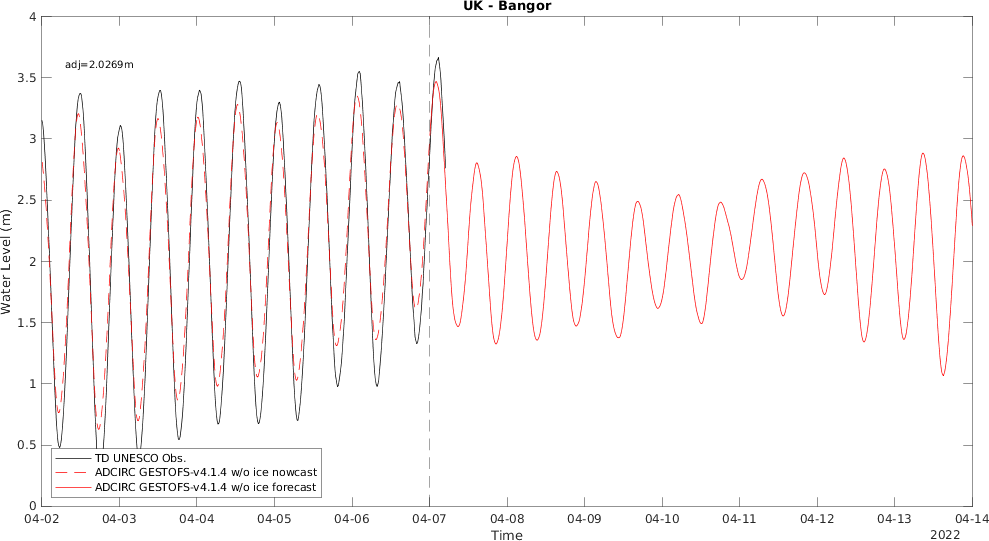 UK - Bangor
adj=2.0269m
Water Level (m)
4
3.5
3
2.5
2
1.5
1
0.5
0
TD UNESCO Obs.
ADCIRC GESTOFS-v4.1.4 w/o ice nowcast
ADCIRC GESTOFS-v4.1.4 w/o ice forecast
04-02 04-03 04-04 04-05 04-06 04-07 04-08 04-09 04-10 04-11 04-12 04-13 04-14
Time
2022